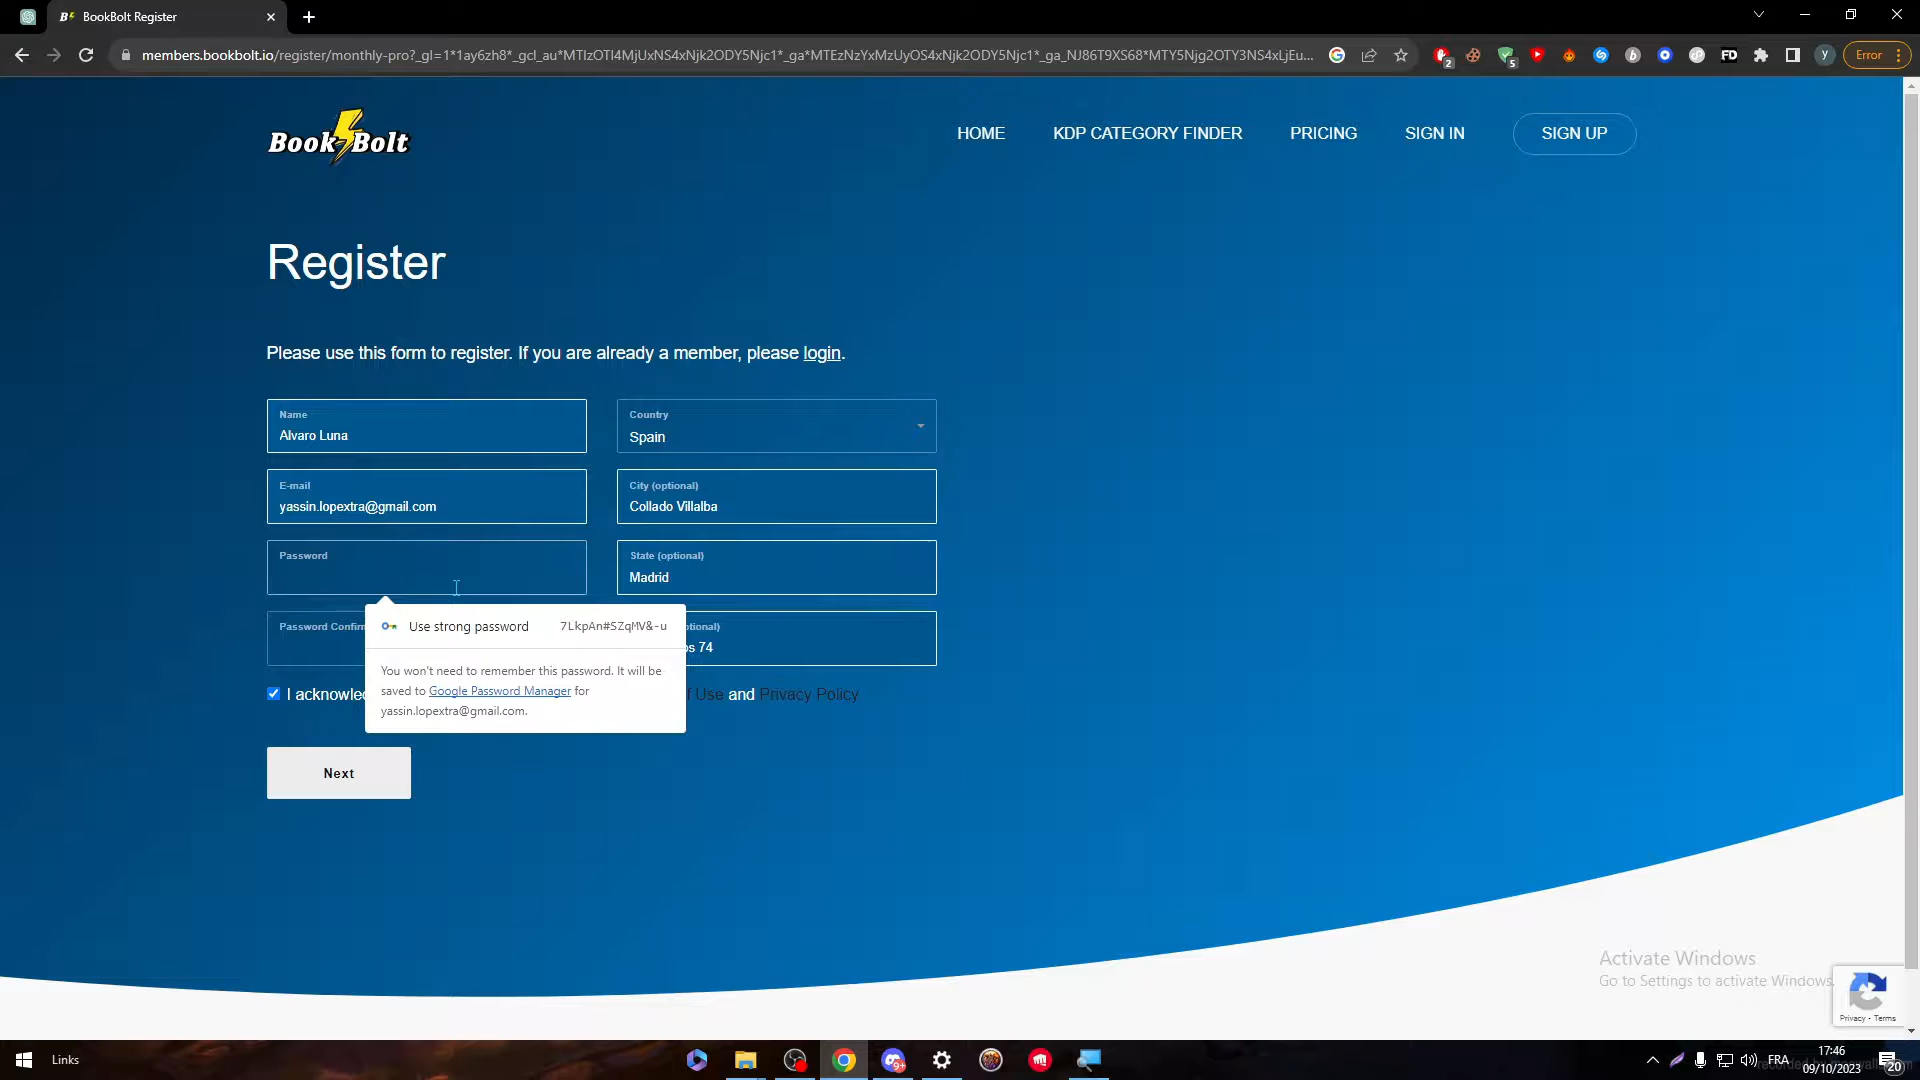 BookBolt Register
members.bookbolt.io/register/monthly-pro?_gl=1*1ay6zh8*_gcl_au*MTIzOTI4MjUxNS4xNjk2ODY5Njc1*_ga*MTEzNzYxMzUyOS4xNjk2ODY5Njc1*_ga_NJ86T9XS68*MTY5Njg2OTY3NS4xLjEu...
2
5
FD
y
Error
Book Bolt
HOME
KDP CATEGORY FINDER
PRICING
SIGN IN
SIGN UP
Register
Please use this form to register. If you are already a member, please login.
Name
Alvaro Luna
Country
Spain
E-mail
yassin.lopextra@gmail.com
City (optional)
Collado Villalba
Password
State (optional)
Madrid
Password Confirm
Use strong password 7LkpAn#SZqMV&-u
You won't need to remember this password. It will be
saved to Google Password Manager for
yassin.lopextra@gmail.com.
74
and Privacy Policy
Next
Activate Windows
Go to Settings to activate Windows.
Privacy - Terms
Links
9+
FRA
17:46
09/10/2023
20